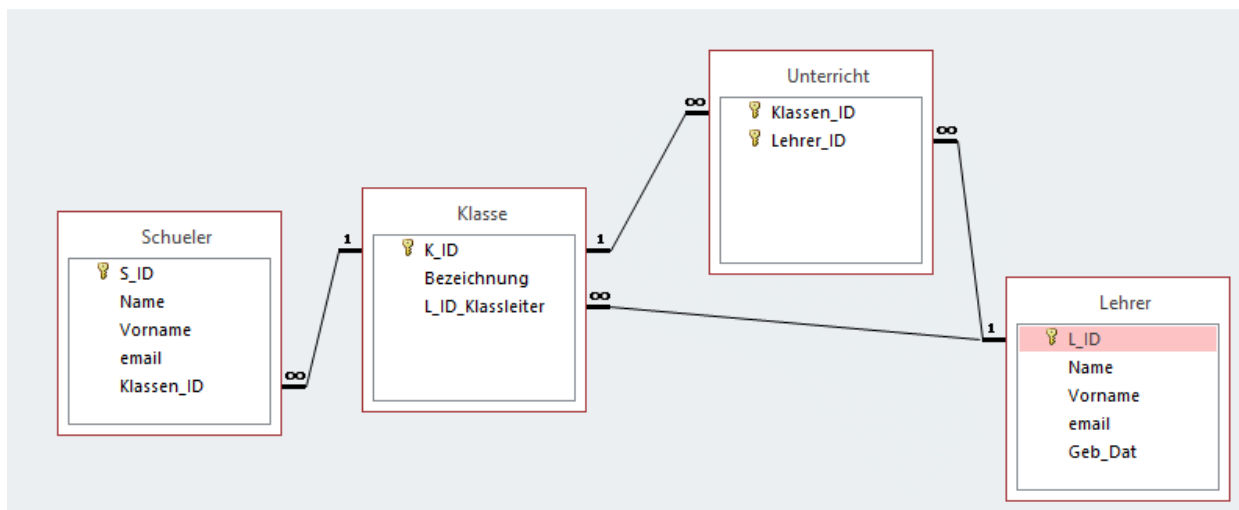 Schueler
S_ID
Name
Vorname
email
Klassen_ID
∞
1
Klasse
K_ID
Bezeichnung
L_ID_Klassleiter
1
∞
∞
Unterricht
Klassen_ID
Lehrer_ID
∞
1
Lehrer
L_ID
Name
Vorname
email
Geb_Dat